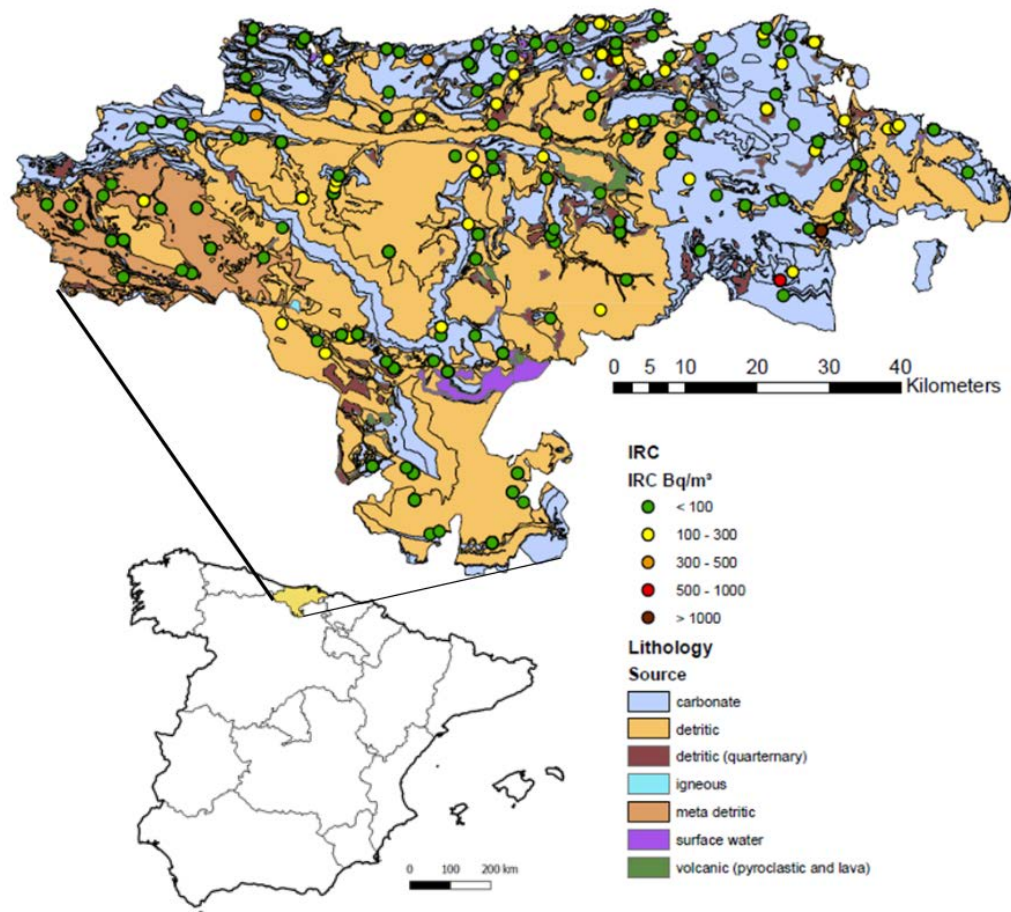 0 5 10 20 30 40
Kilometers
IRC
IRC Bq/m³
< 100
100 - 300
300 - 500
500 - 1000
> 1000
Lithology
Source
carbonate
detritic
detritic (quarternary)
igneous
meta detritic
surface water
volcanic (pyroclastic and lava)
0 100 200 km